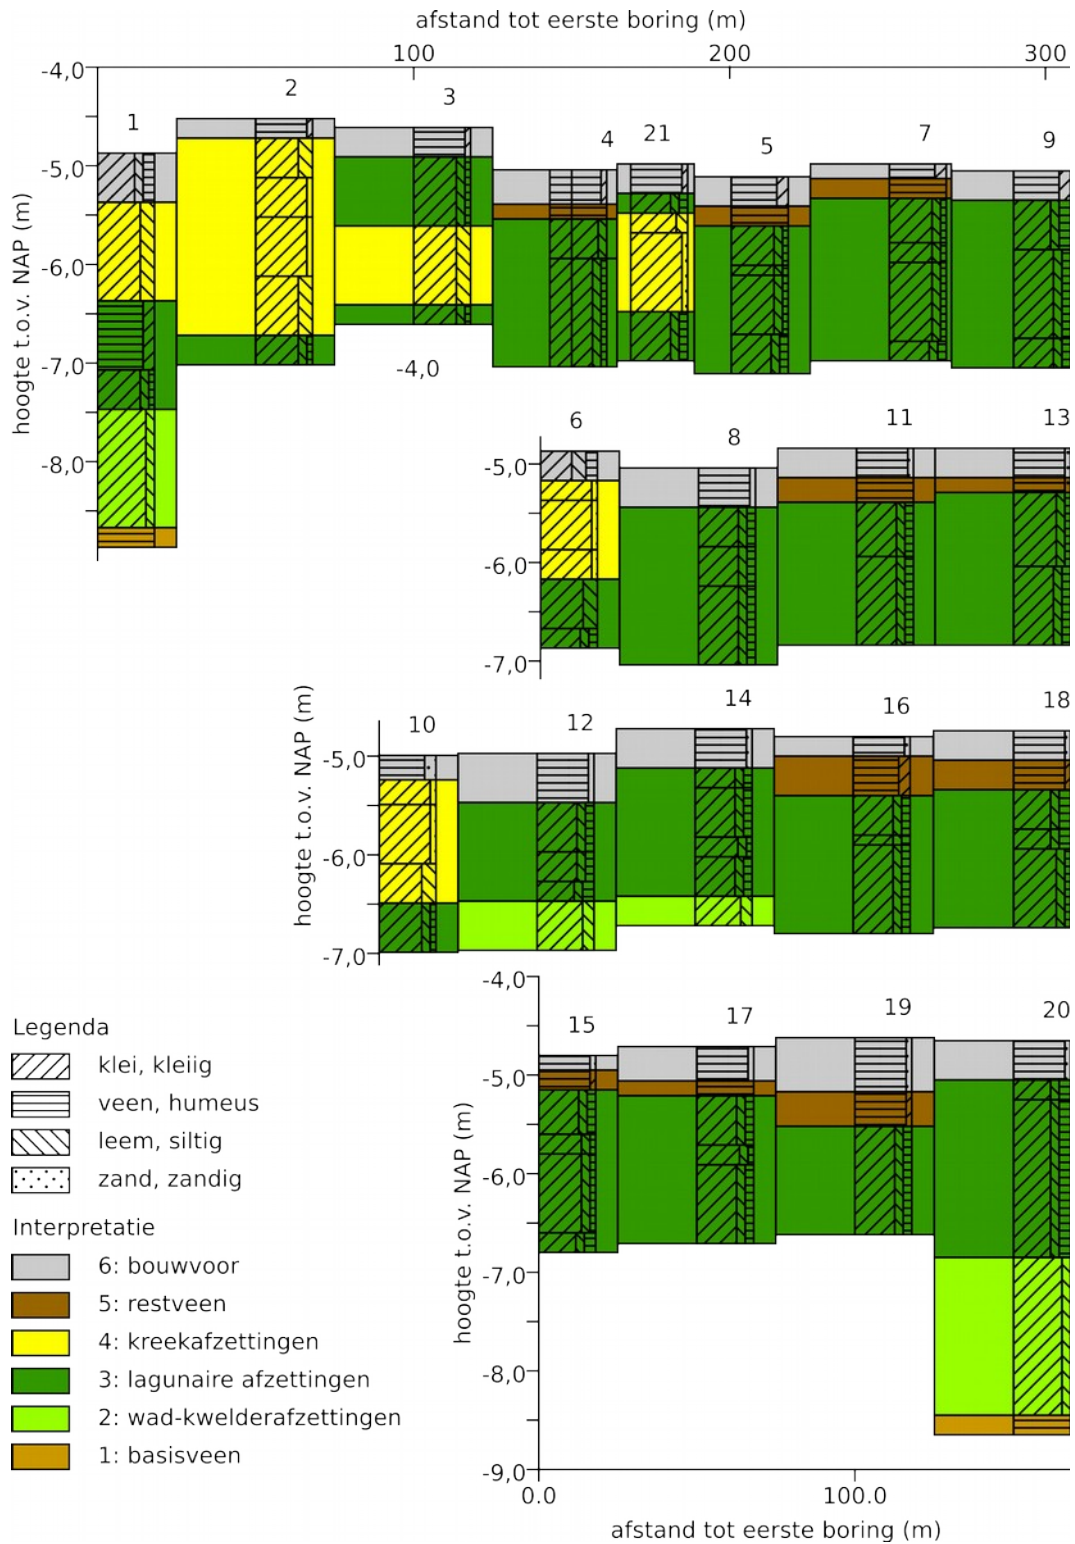 afstand tot eerste boring (m)
100 200 300
-4,0
1 2 3 4 21 5 7 9
-5,0
-6,0
-7,0
-4,0
-8,0
hoogte t.o.v. NAP (m)
6 8 11 13
-5,0
-6,0
-7,0
10 12 14 16 18
-5,0
-6,0
-7,0
hoogte t.o.v. NAP (m)
-4,0
15 17 19 20
-5,0
-6,0
-7,0
-8,0
-9,0
hoogte t.o.v. NAP (m)
0.0 100.0
afstand tot eerste boring (m)
Legenda
klei, kleiig
veen, humeus
leem, siltig
zand, zandig
Interpretatie
6: bouwvoor
5: restveen
4: kreekafzettingen
3: lagunaire afzettingen
2: wad-kwelderafzettingen
1: basisveen